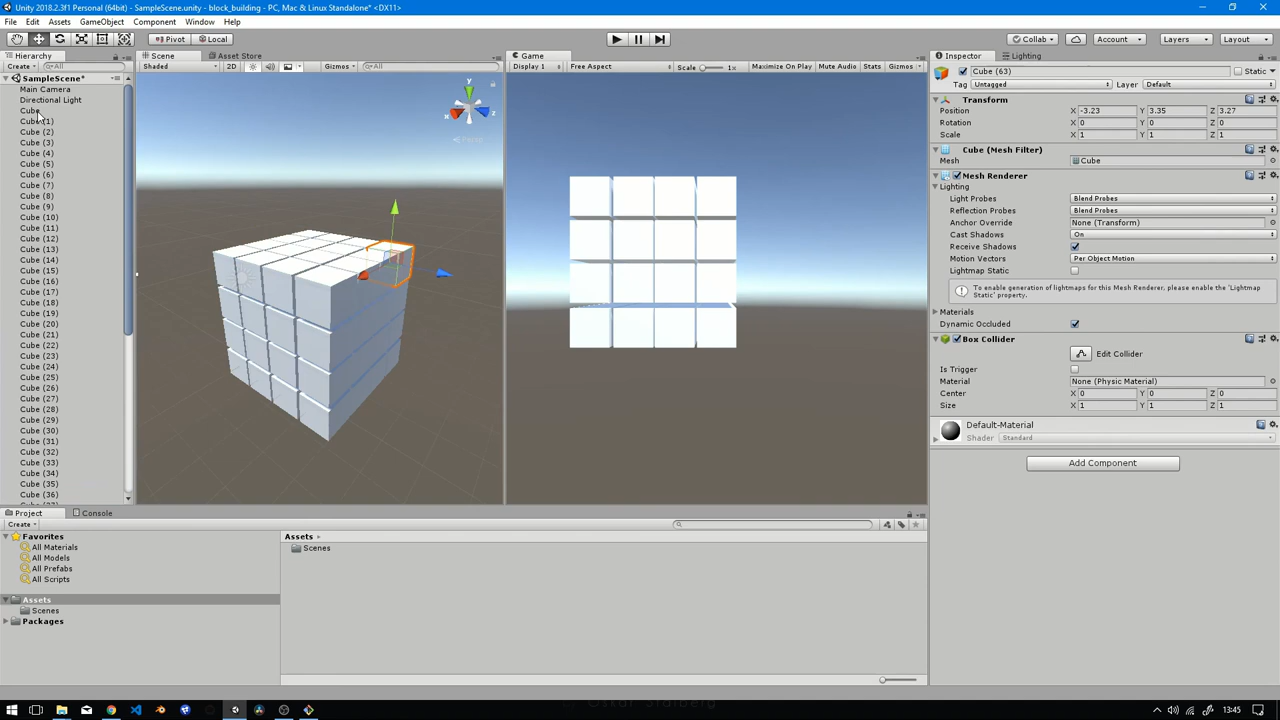 Unity 2018.2.3f1 Personal (64bit) - SampleScene.unity - block_building - PC, Mac & Linux Standalone* <DX11>
File Edit Assets GameObject Component Window Help
Pivot Local Collab Account Layers Layout
Hierarchy
Create All
SampleScene*
Main Camera
Directional Light
Cube
Cube (1)
Cube (2)
Cube (3)
Cube (4)
Cube (5)
Cube (6)
Cube (7)
Cube (8)
Cube (9)
Cube (10)
Cube (11)
Cube (12)
Cube (13)
Cube (14)
Cube (15)
Cube (16)
Cube (17)
Cube (18)
Cube (19)
Cube (20)
Cube (21)
Cube (22)
Cube (23)
Cube (24)
Cube (25)
Cube (26)
Cube (27)
Cube (28)
Cube (29)
Cube (30)
Cube (31)
Cube (32)
Cube (33)
Cube (34)
Cube (35)
Cube (36)
Scene Asset Store
Shaded 2D Gizmos All
y
x z
Persp
Game
Display 1 Free Aspect Scale 1x Maximize On Play Mute Audio Stats Gizmos
Inspector Lighting
Cube (63) Static
Tag Untagged Layer Default
Transform
Position X -3.23 Y 3.35 Z 3.27
Rotation X 0 Y 0 Z 0
Scale X 1 Y 1 Z 1
Cube (Mesh Filter)
Mesh Cube
Mesh Renderer
Lighting
Light Probes Blend Probes
Reflection Probes Blend Probes
Anchor Override None (Transform)
Cast Shadows On
Receive Shadows
Motion Vectors Per Object Motion
Lightmap Static
To enable generation of lightmaps for this Mesh Renderer, please enable the 'Lightmap
Static' property.
Materials
Dynamic Occluded
Box Collider
Edit Collider
Is Trigger
Material None (Physic Material)
Center X 0 Y 0 Z 0
Size X 1 Y 1 Z 1
Default-Material
Shader Standard
Add Component
Project Console
Create
Favorites
All Materials
All Models
All Prefabs
All Scripts
Assets
Scenes
Packages
Assets
Scenes
by Oskar Stålberg
13:45